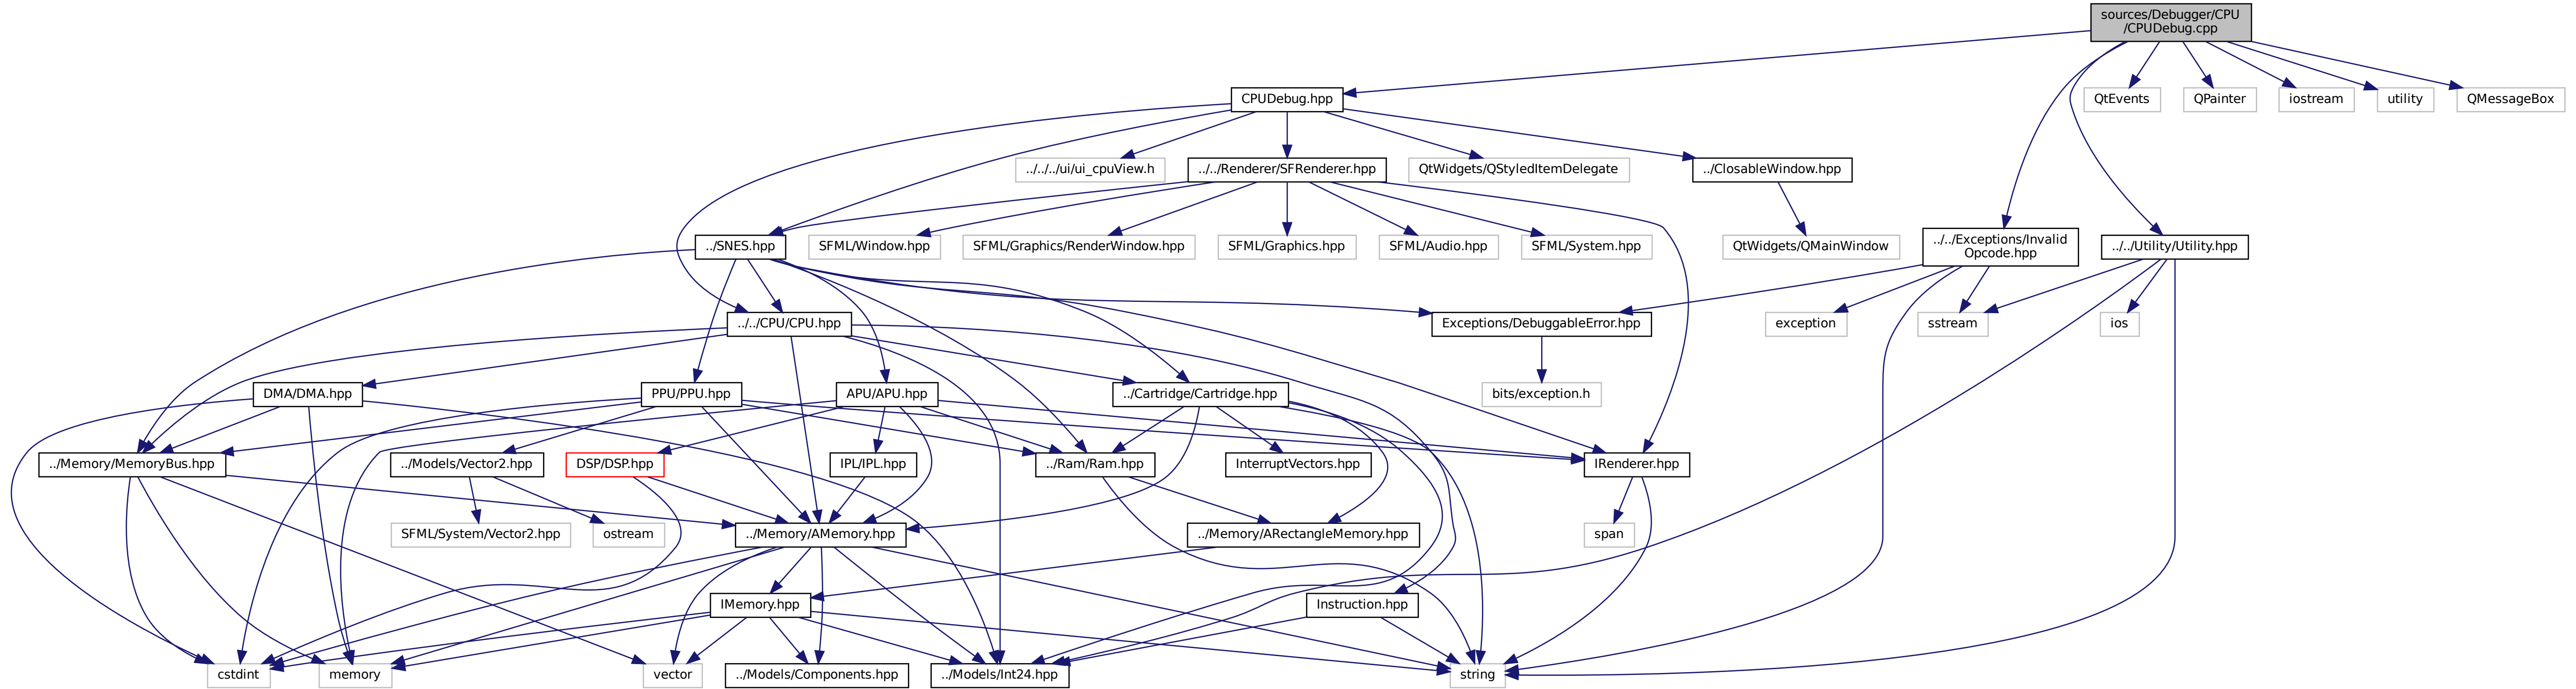 sources/Debugger/CPU
/CPUDebug.cpp
CPUDebug.hpp
QtEvents
QPainter
iostream
utility
QMessageBox
../../../ui/ui_cpuView.h
../../Renderer/SFRenderer.hpp
QtWidgets/QStyledItemDelegate
../ClosableWindow.hpp
../SNES.hpp
SFML/Window.hpp
SFML/Graphics/RenderWindow.hpp
SFML/Graphics.hpp
SFML/Audio.hpp
SFML/System.hpp
QtWidgets/QMainWindow
../../Exceptions/Invalid
Opcode.hpp
../../Utility/Utility.hpp
../../CPU/CPU.hpp
Exceptions/DebuggableError.hpp
exception
sstream
ios
DMA/DMA.hpp
PPU/PPU.hpp
APU/APU.hpp
../Cartridge/Cartridge.hpp
bits/exception.h
../Memory/MemoryBus.hpp
../Models/Vector2.hpp
DSP/DSP.hpp
IPL/IPL.hpp
../Ram/Ram.hpp
InterruptVectors.hpp
IRenderer.hpp
SFML/System/Vector2.hpp
ostream
../Memory/AMemory.hpp
../Memory/ARectangleMemory.hpp
span
IMemory.hpp
Instruction.hpp
cstdint
memory
vector
../Models/Components.hpp
../Models/Int24.hpp
string